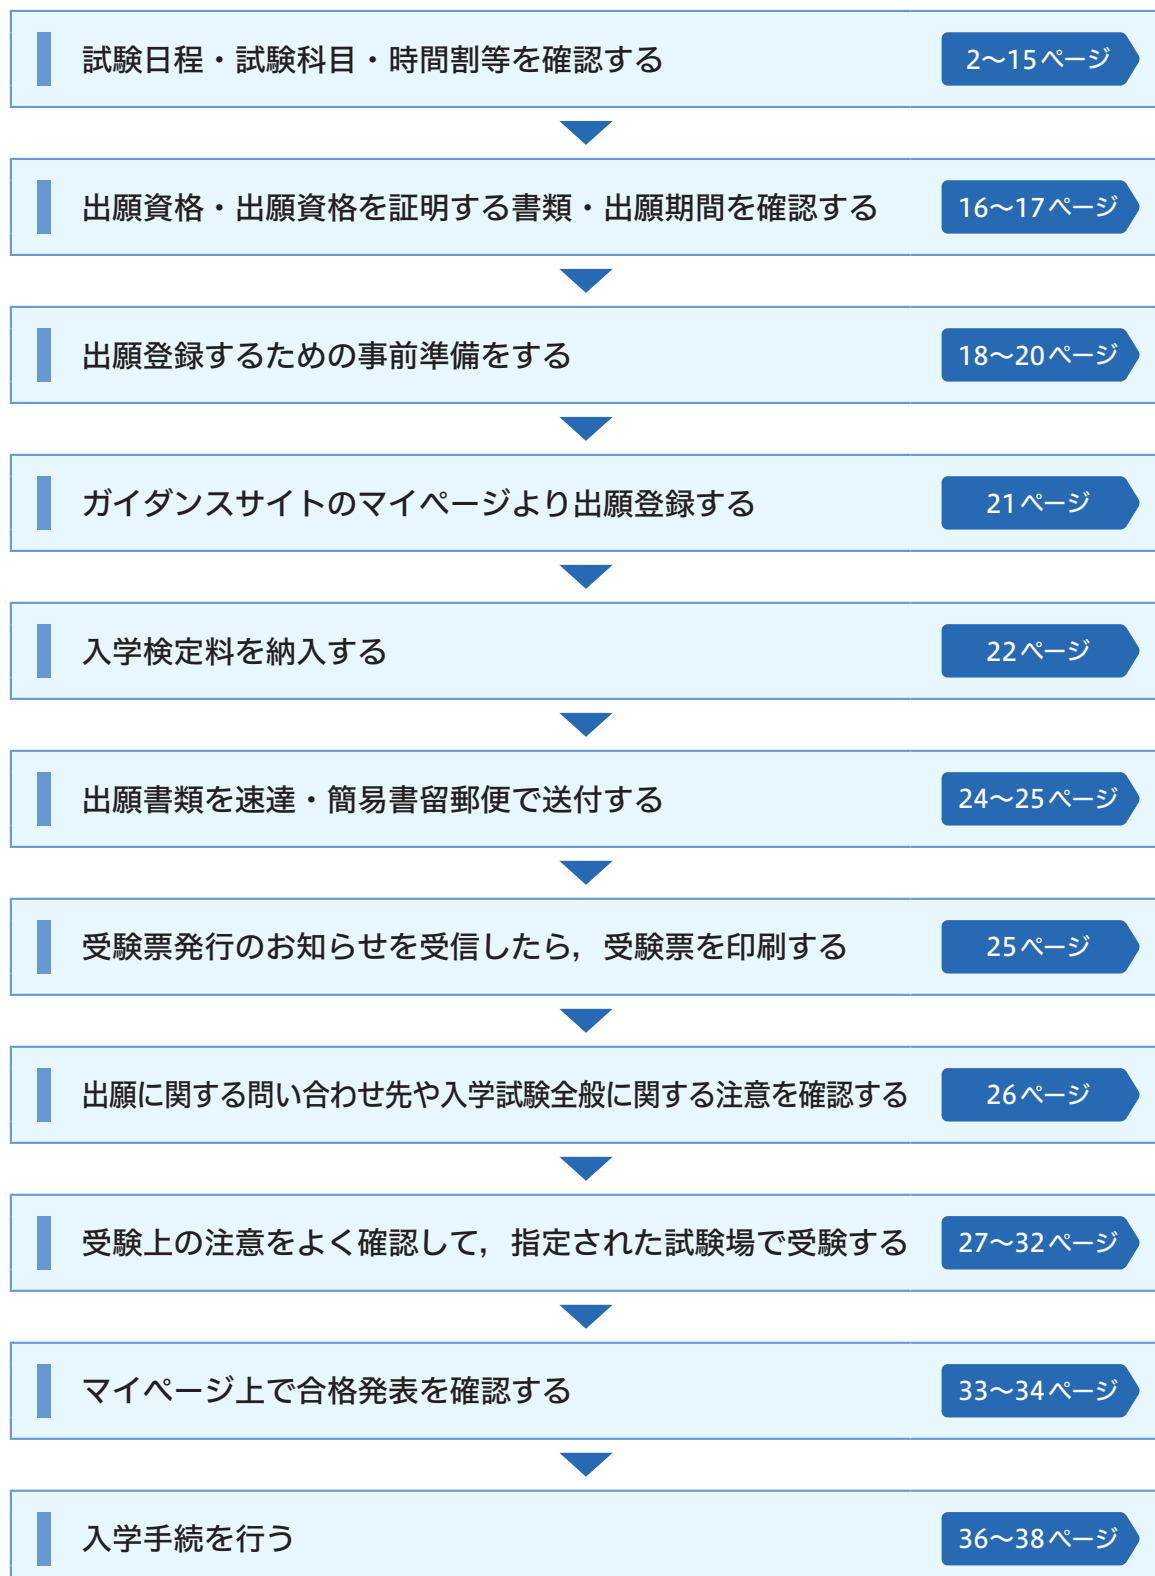 試験日程・試験科目・時間割等を確認する 2〜15ページ
出願資格・出願資格を証明する書類・出願期間を確認する 16〜17ページ
出願登録するための事前準備をする 18〜20ページ
ガイダンスサイトのマイページより出願登録する 21ページ
入学検定料を納入する 22ページ
出願書類を速達・簡易書留郵便で送付する 24〜25ページ
受験票発行のお知らせを受信したら，受験票を印刷する 25ページ
出願に関する問い合わせ先や入学試験全般に関する注意を確認する 26ページ
受験上の注意をよく確認して，指定された試験場で受験する 27〜32ページ
マイページ上で合格発表を確認する 33〜34ページ
入学手続を行う 36〜38ページ